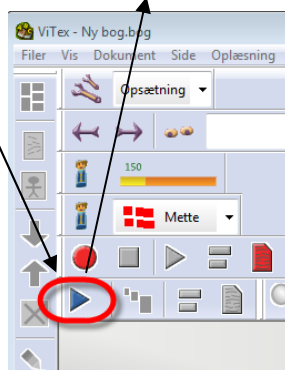 ViTex - Ny bog.bog
Filer Vis Dokument Side Oplæsning
Opsætning
150
Mette